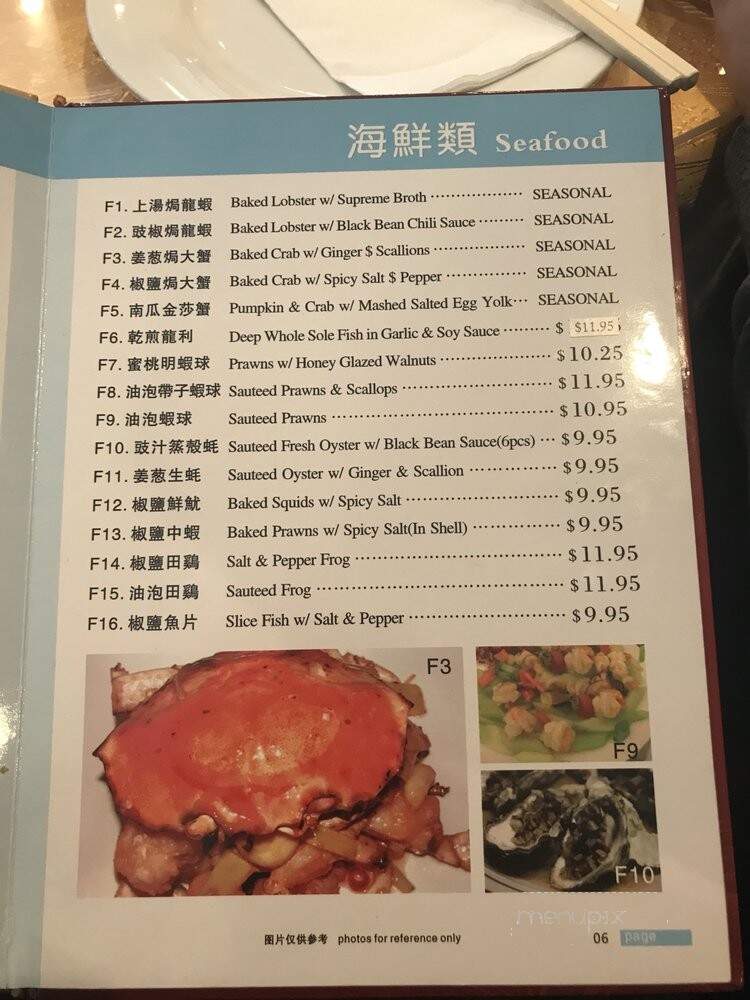 海鮮類 Seafood
F1. 上湯焗龍蝦 Baked Lobster w/ Supreme Broth ·················· SEASONAL
F2. 豉椒焗龍蝦 Baked Lobster w/ Black Bean Chili Sauce ········· SEASONAL
F3. 姜葱焗大蟹 Baked Crab w/ Ginger $ Scallions ·················· SEASONAL
F4. 椒鹽焗大蟹 Baked Crab w/ Spicy Salt $ Pepper ··············· SEASONAL
F5. 南瓜金莎蟹 Pumpkin & Crab w/ Mashed Salted Egg Yolk··· SEASONAL
F6. 乾煎龍利 Deep Whole Sole Fish in Garlic & Soy Sauce ········· $ $11.95
F7. 蜜桃明蝦球 Prawns w/ Honey Glazed Walnuts ······················ $10.25
F8. 油泡帶子蝦球 Sauteed Prawns & Scallops ····························· $11.95
F9. 油泡蝦球 Sauteed Prawns ········································ $10.95
F10. 豉汁蒸殼蚝 Sauteed Fresh Oyster w/ Black Bean Sauce(6pcs) ··· $9.95
F11. 姜葱生蚝 Sauteed Oyster w/ Ginger & Scallion ················ $9.95
F12. 椒鹽鮮魷 Baked Squids w/ Spicy Salt ····························· $9.95
F13. 椒鹽中蝦 Baked Prawns w/ Spicy Salt(In Shell) ················ $9.95
F14. 椒鹽田鷄 Salt & Pepper Frog ······································· $11.95
F15. 油泡田鷄 Sauteed Frog ··············································· $11.95
F16. 椒鹽魚片 Slice Fish w/ Salt & Pepper ····························· $9.95
F3
F9
F10
menupix
图片仅供参考 photos for reference only
06 page